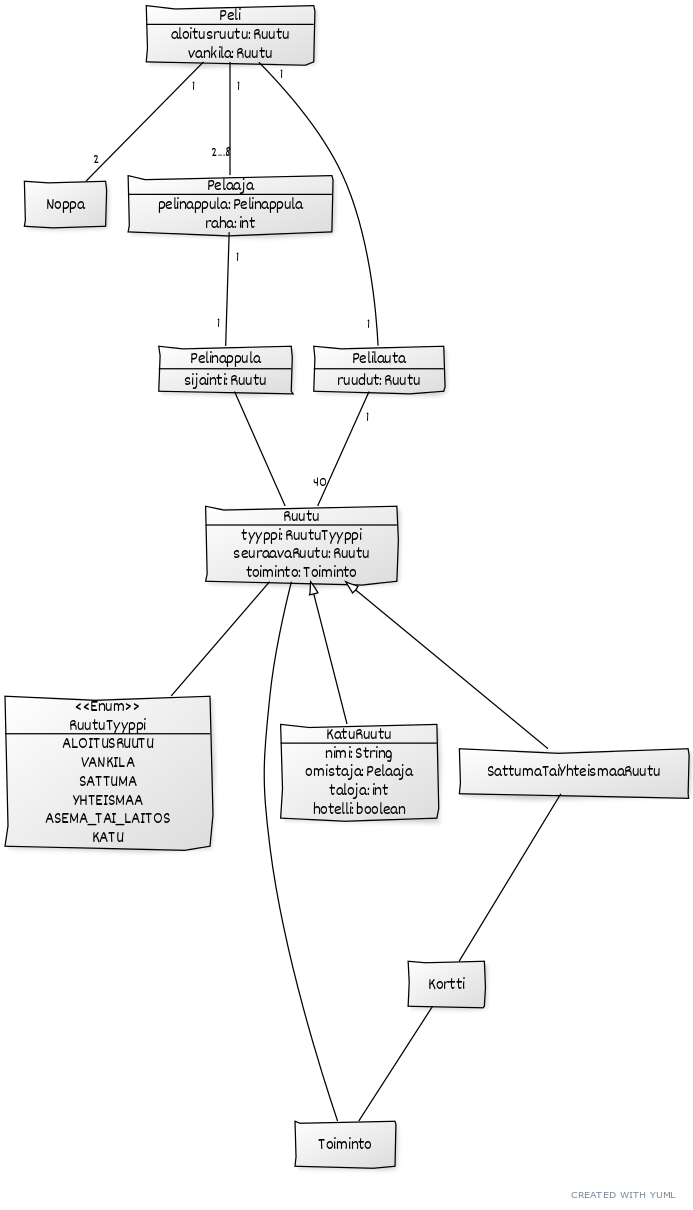 Peli
aloitusruutu: Ruutu
vankila: Ruutu
1
1
1
2
2...8
Noppa
Pelaaja
pelinappula: Pelinappula
raha: int
1
1
1
Pelinappula
sijainti: Ruutu
Pelilauta
ruudut: Ruutu
1
40
Ruutu
tyyppi: RuutuTyyppi
seuraavaRuutu: Ruutu
toiminto: Toiminto
<<Enum>>
RuutuTyyppi
ALOITUSRUUTU
VANKILA
SATTUMA
YHTEISMAA
ASEMA_TAI_LAITOS
KATU
KatuRuutu
nimi: String
omistaja: Pelaaja
taloja: int
hotelli: boolean
SattumaTaiYhteismaaRuutu
Kortti
Toiminto
CREATED WITH YUML